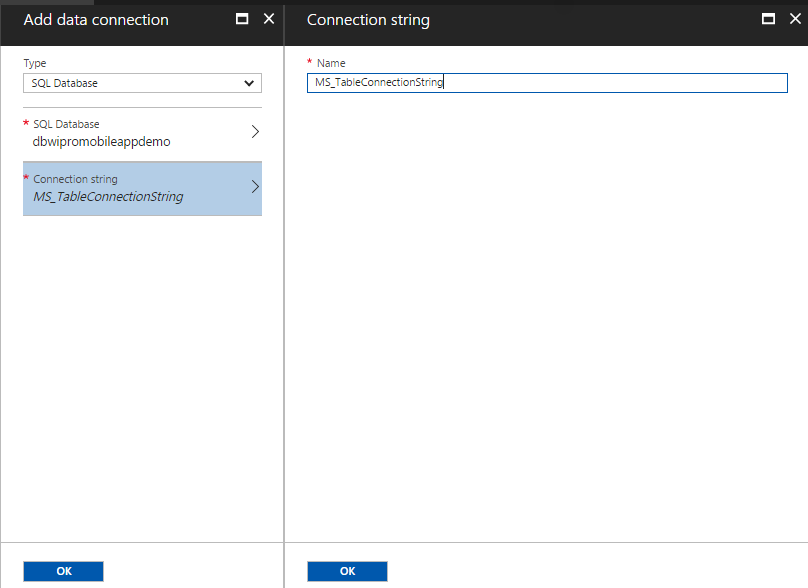 Add data connection
Type
SQL Database
* SQL Database
dbwipromobileappdemo
* Connection string
MS_TableConnectionString
OK
Connection string
* Name
MS_TableConnectionString
OK